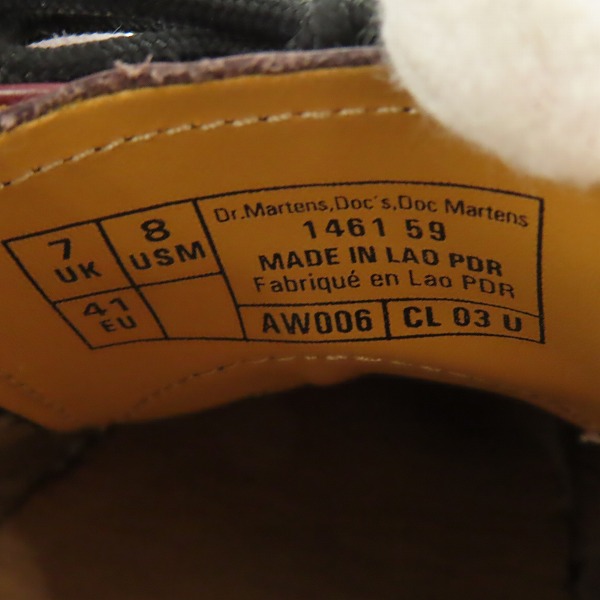 7 UK
8 USM
41 EU
Dr.Martens,Doc's,Doc Martens
1461 59
MADE IN LAO PDR
Fabriqué en Lao PDR
AW006 CL 03 U